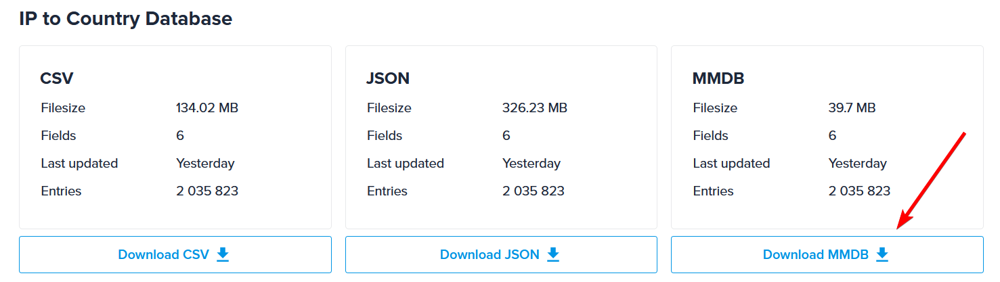 IP to Country Database
CSV
Filesize 134.02 MB
Fields 6
Last updated Yesterday
Entries 2 035 823
Download CSV
JSON
Filesize 326.23 MB
Fields 6
Last updated Yesterday
Entries 2 035 823
Download JSON
MMDB
Filesize 39.7 MB
Fields 6
Last updated Yesterday
Entries 2 035 823
Download MMDB